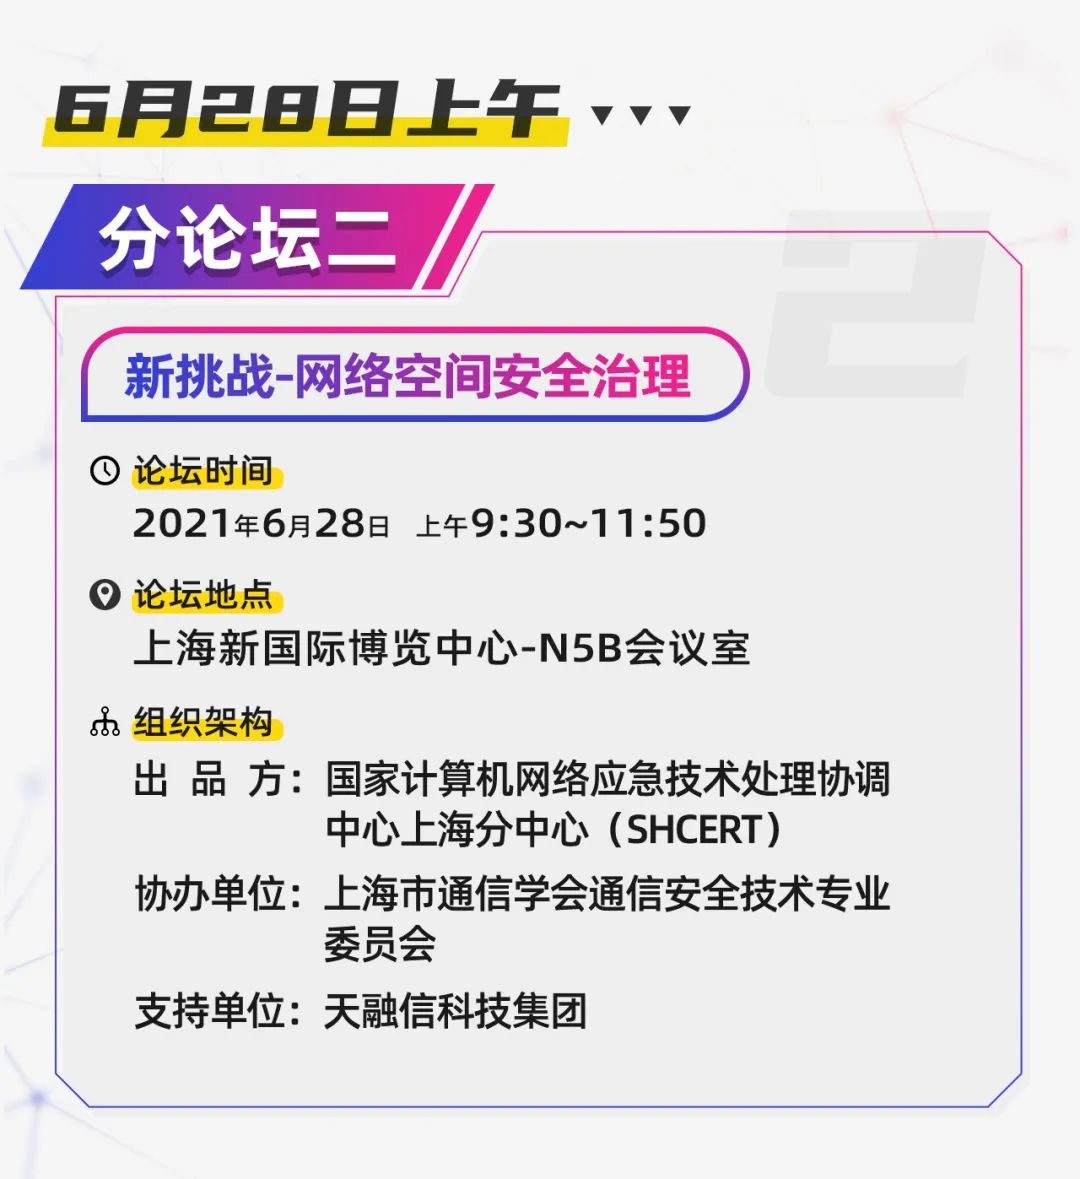 6月28日上午
分论坛二
2
新挑战-网络空间安全治理
论坛时间
2021年6月28日 上午9:30~11:50
论坛地点
上海新国际博览中心-N5B会议室
组织架构
出 品 方：国家计算机网络应急技术处理协调
中心上海分中心（SHCERT）
协办单位：上海市通信学会通信安全技术专业
委员会
支持单位：天融信科技集团